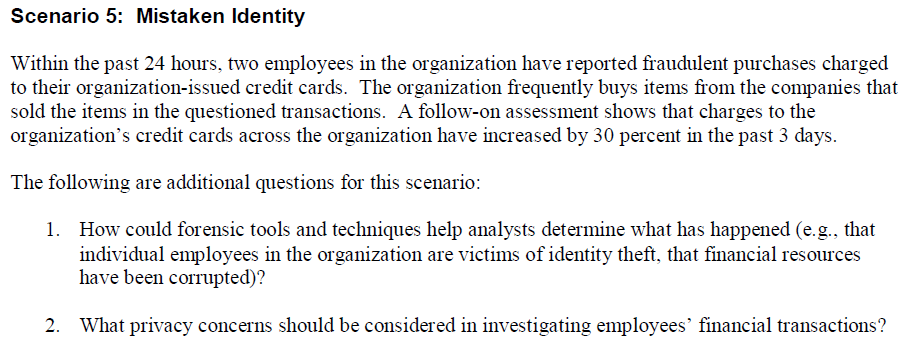 Scenario 5:  Mistaken Identity
Within the past 24 hours, two employees in the organization have reported fraudulent purchases charged
to their organization-issued credit cards.  The organization frequently buys items from the companies that
sold the items in the questioned transactions.  A follow-on assessment shows that charges to the
organization's credit cards across the organization have increased by 30 percent in the past 3 days.
The following are additional questions for this scenario:
1.  How could forensic tools and techniques help analysts determine what has happened (e.g., that
individual employees in the organization are victims of identity theft, that financial resources
have been corrupted)?
2.  What privacy concerns should be considered in investigating employees' financial transactions?